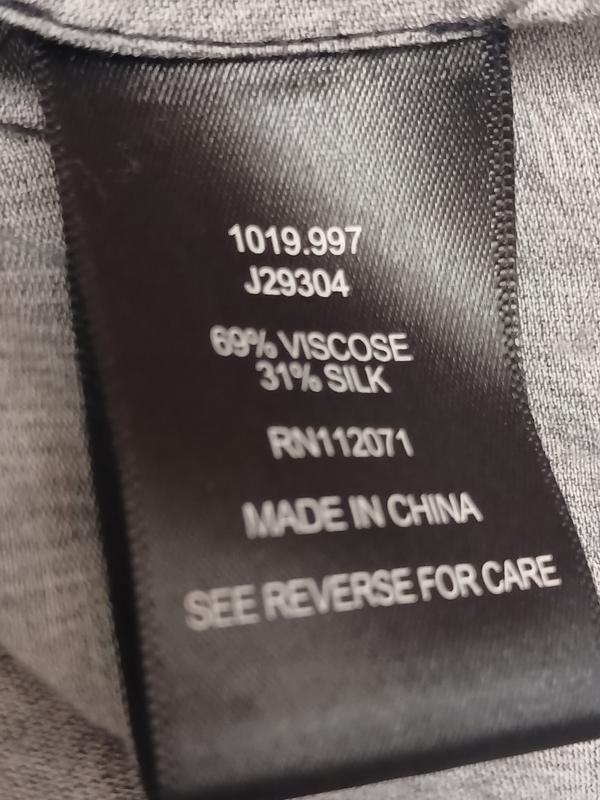 1019.997
J29304
69% VISCOSE
31% SILK
RN112071
MADE IN CHINA
SEE REVERSE FOR CARE